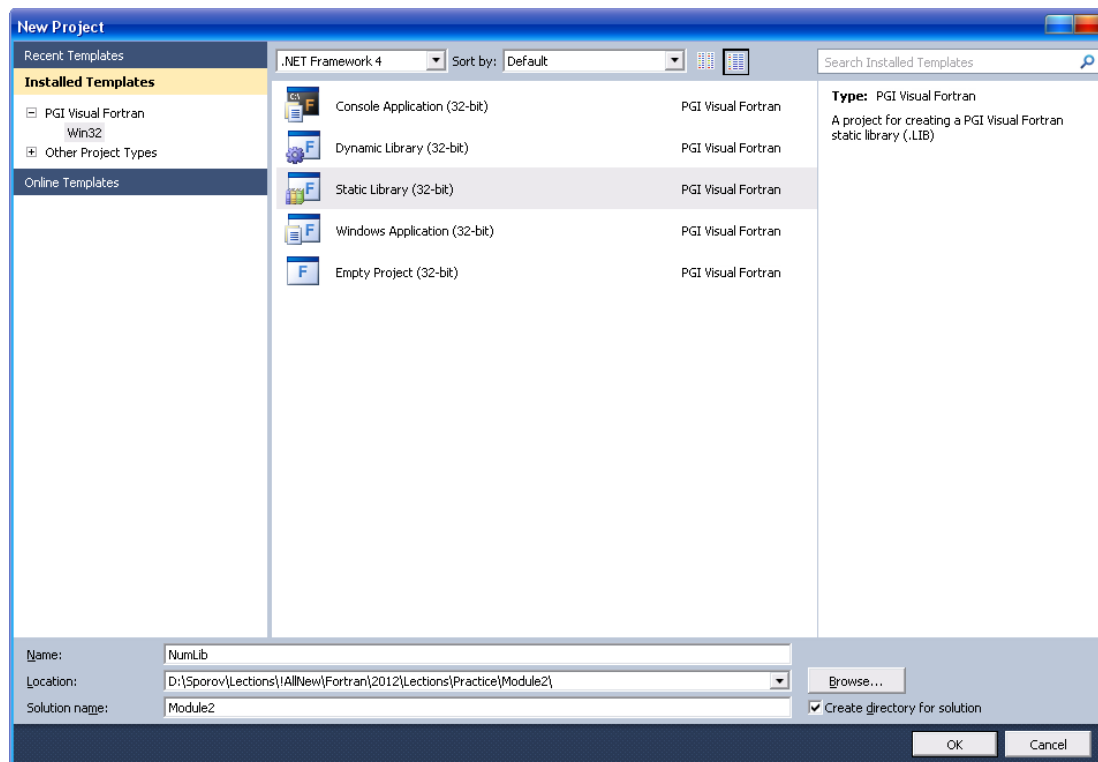 New Project
Recent Templates
Installed Templates
PGI Visual Fortran
Win32
Other Project Types
Online Templates
.NET Framework 4
Sort by: Default
Console Application (32-bit) PGI Visual Fortran
Dynamic Library (32-bit) PGI Visual Fortran
Static Library (32-bit) PGI Visual Fortran
Windows Application (32-bit) PGI Visual Fortran
Empty Project (32-bit) PGI Visual Fortran
Search Installed Templates
Type: PGI Visual Fortran
A project for creating a PGI Visual Fortran
static library (.LIB)
Name: NumLib
Location: D:\Sporov\Lections\!AllNew\Fortran\2012\Lections\Practice\Module2\
Browse...
Solution name: Module2
Create directory for solution
OK Cancel